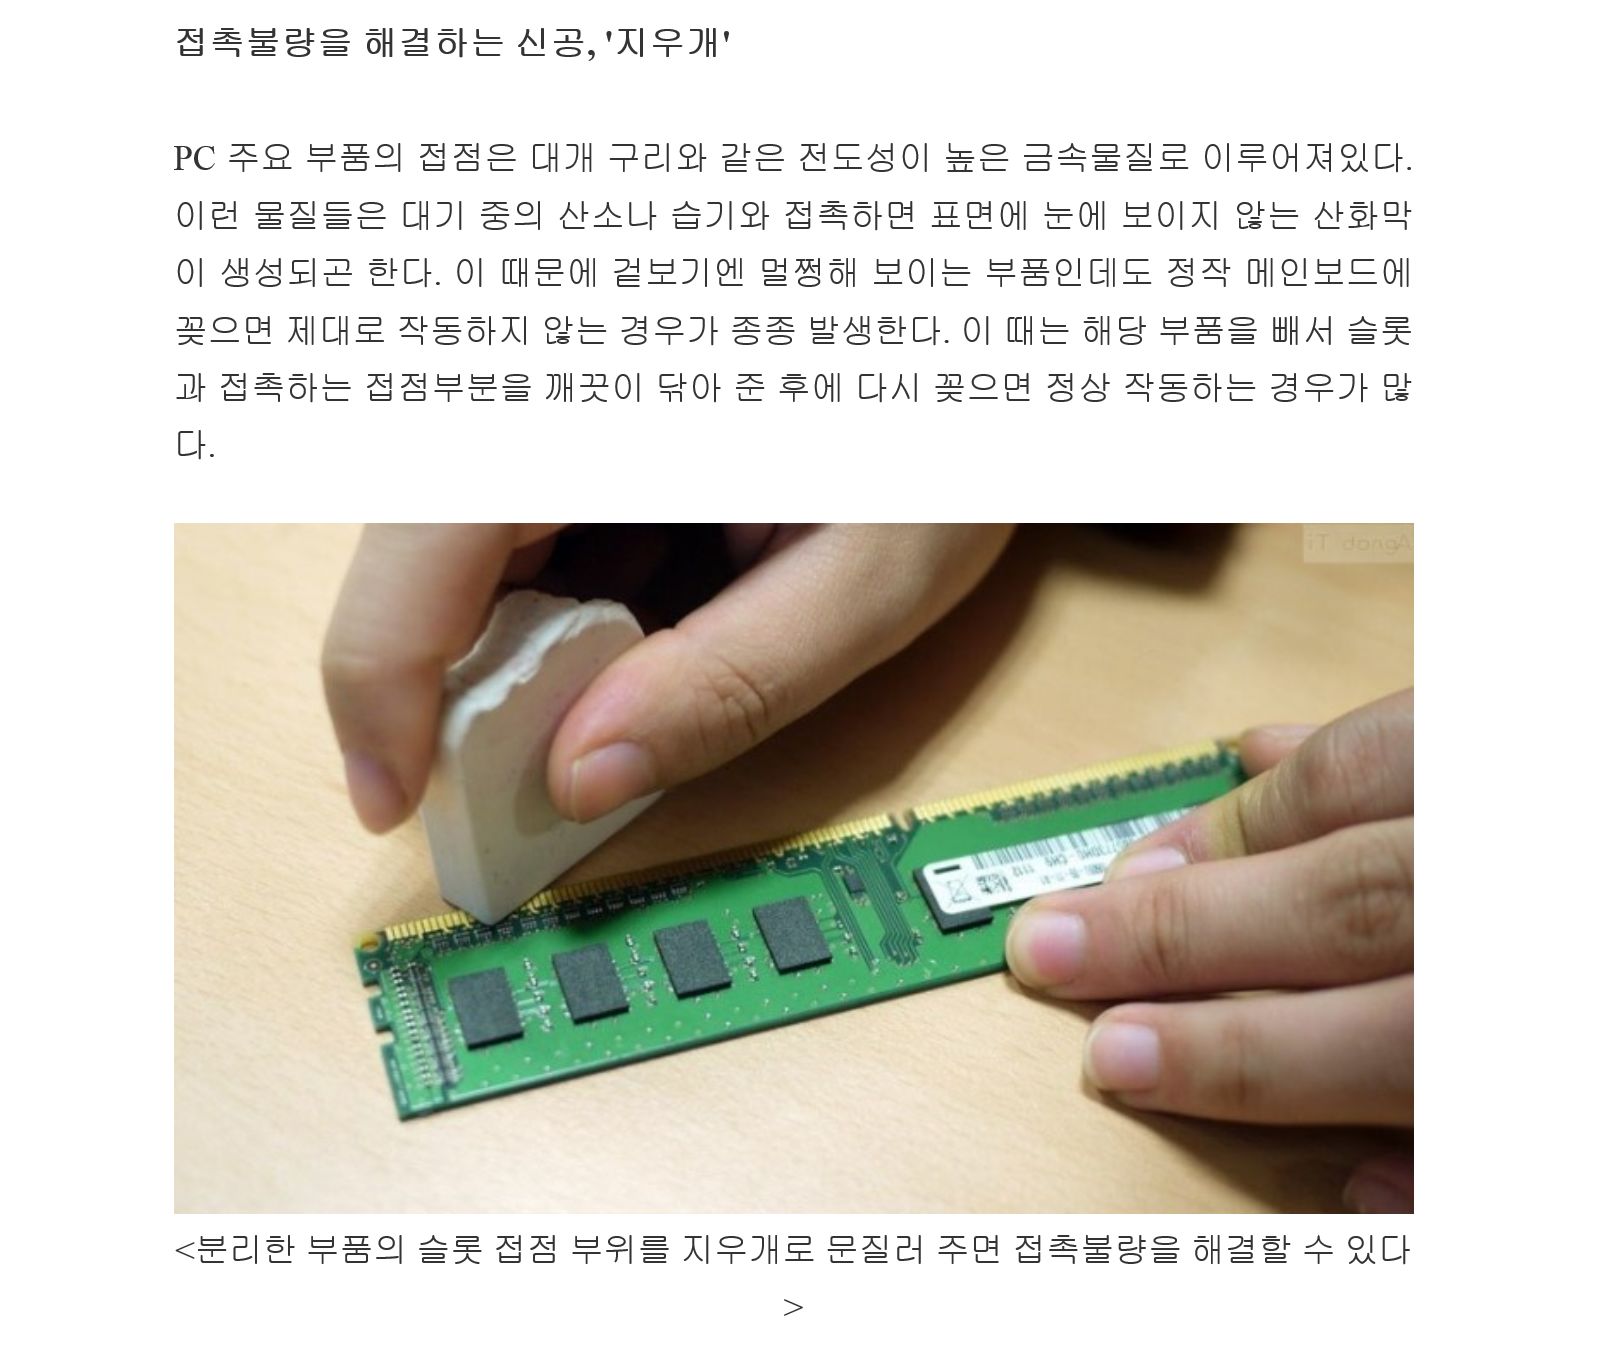 접촉불량을 해결하는 신공, '지우개'
PC 주요 부품의 접점은 대개 구리와 같은 전도성이 높은 금속물질로 이루어져있다.
이런 물질들은 대기 중의 산소나 습기와 접촉하면 표면에 눈에 보이지 않는 산화막
이 생성되곤 한다. 이 때문에 겉보기엔 멀쩡해 보이는 부품인데도 정작 메인보드에
꽂으면 제대로 작동하지 않는 경우가 종종 발생한다. 이 때는 해당 부품을 빼서 슬롯
과 접촉하는 접점부분을 깨끗이 닦아 준 후에 다시 꽂으면 정상 작동하는 경우가 많
다.
iT dongA
<분리한 부품의 슬롯 접점 부위를 지우개로 문질러 주면 접촉불량을 해결할 수 있다
>